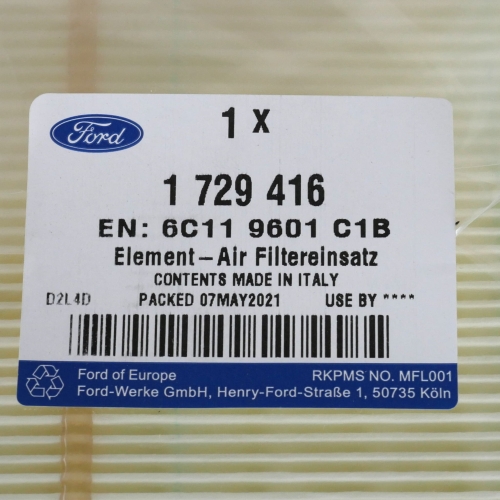 Ford
1 x
1 729 416
EN: 6C11 9601 C1B
Element-Air Filtereinsatz
CONTENTS MADE IN ITALY
D2L4D PACKED 07MAY2021 USE BY ****
Ford of Europe RKPMS NO. MFL001
Ford-Werke GmbH, Henry-Ford-Straße 1, 50735 Köln